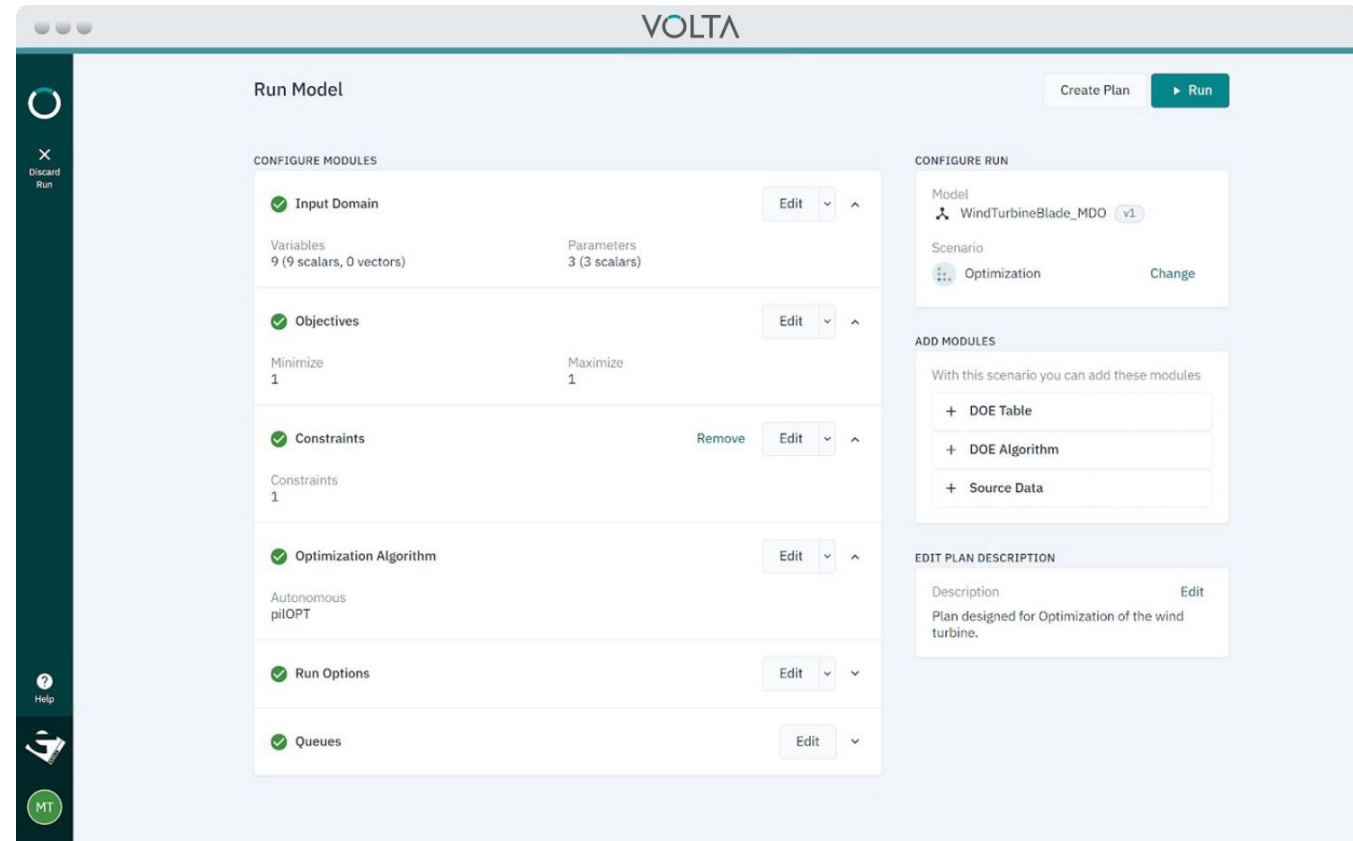 VOLTA
Discard
Run
Help
MT
Run Model
Create Plan
Run
CONFIGURE MODULES
Input Domain
Edit
Variables
Parameters
9 (9 scalars, 0 vectors)
3 (3 scalars)
Objectives
Edit
Minimize
Maximize
1
1
Constraints
Remove
Edit
Constraints
1
Optimization Algorithm
Edit
Autonomous
pilOPT
Run Options
Edit
Queues
Edit
CONFIGURE RUN
Model
WindTurbineBlade_MDO v1
Scenario
Optimization
Change
ADD MODULES
With this scenario you can add these modules
+ DOE Table
+ DOE Algorithm
+ Source Data
EDIT PLAN DESCRIPTION
Description
Edit
Plan designed for Optimization of the wind
turbine.